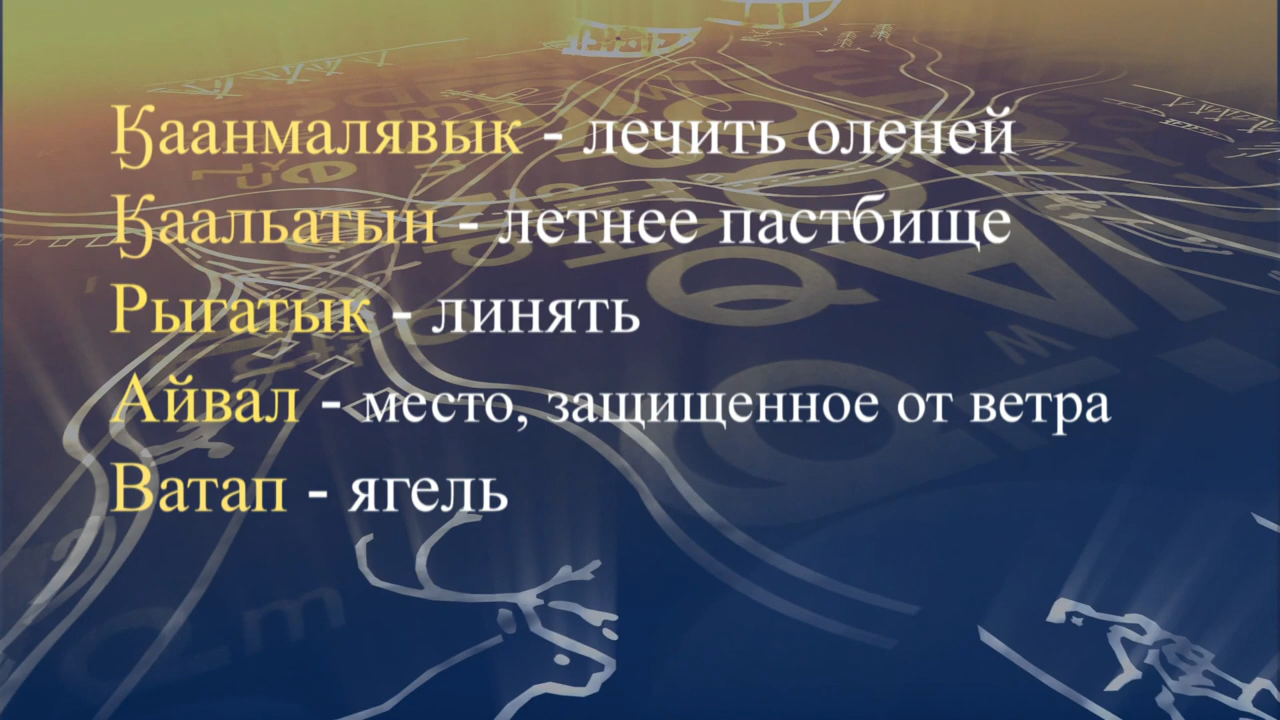 Ӄаанмалявык - лечить оленей
Ӄаальатын - летнее пастбище
Рыгатык - линять
Айвал - место, защищенное от ветра
Ватап - ягель